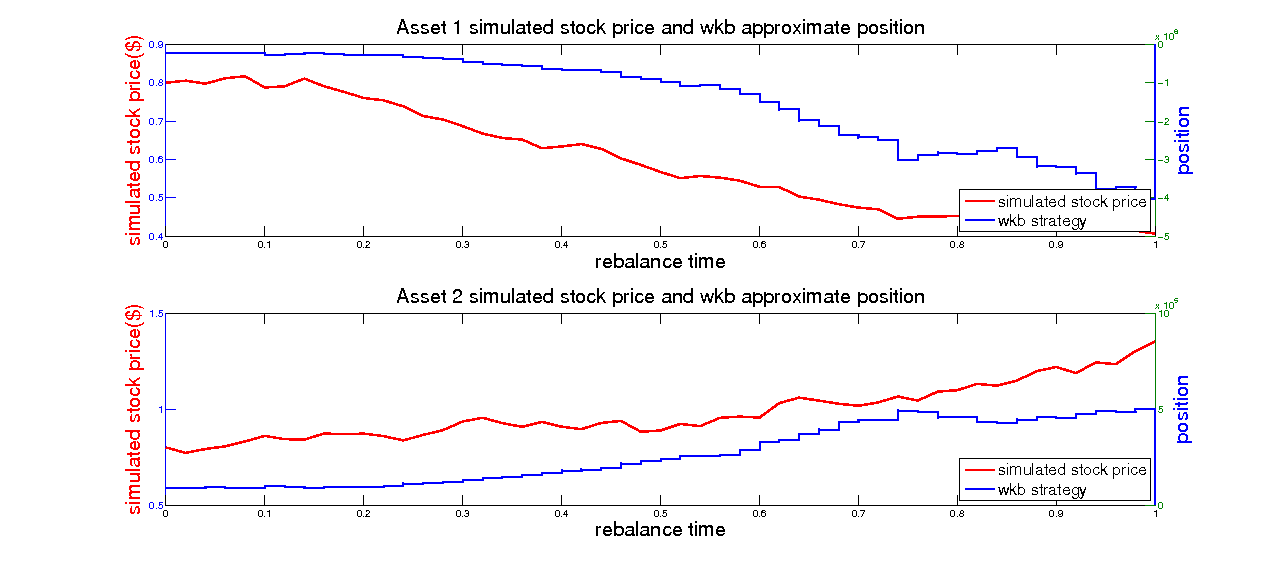 Asset 1 simulated stock price and wkb approximate position
simulated stock price($)
0.9
0.8
0.7
0.6
0.5
0.4
x 10
0
−1
−2
−3
−4
−5
position
simulated stock price
wkb strategy
0 0.1 0.2 0.3 0.4 0.5 0.6 0.7 0.8 0.9 1
rebalance time
Asset 2 simulated stock price and wkb approximate position
simulated stock price($)
1.5
1
0.5
x 10
10
5
0
position
simulated stock price
wkb strategy
0 0.1 0.2 0.3 0.4 0.5 0.6 0.7 0.8 0.9 1
rebalance time